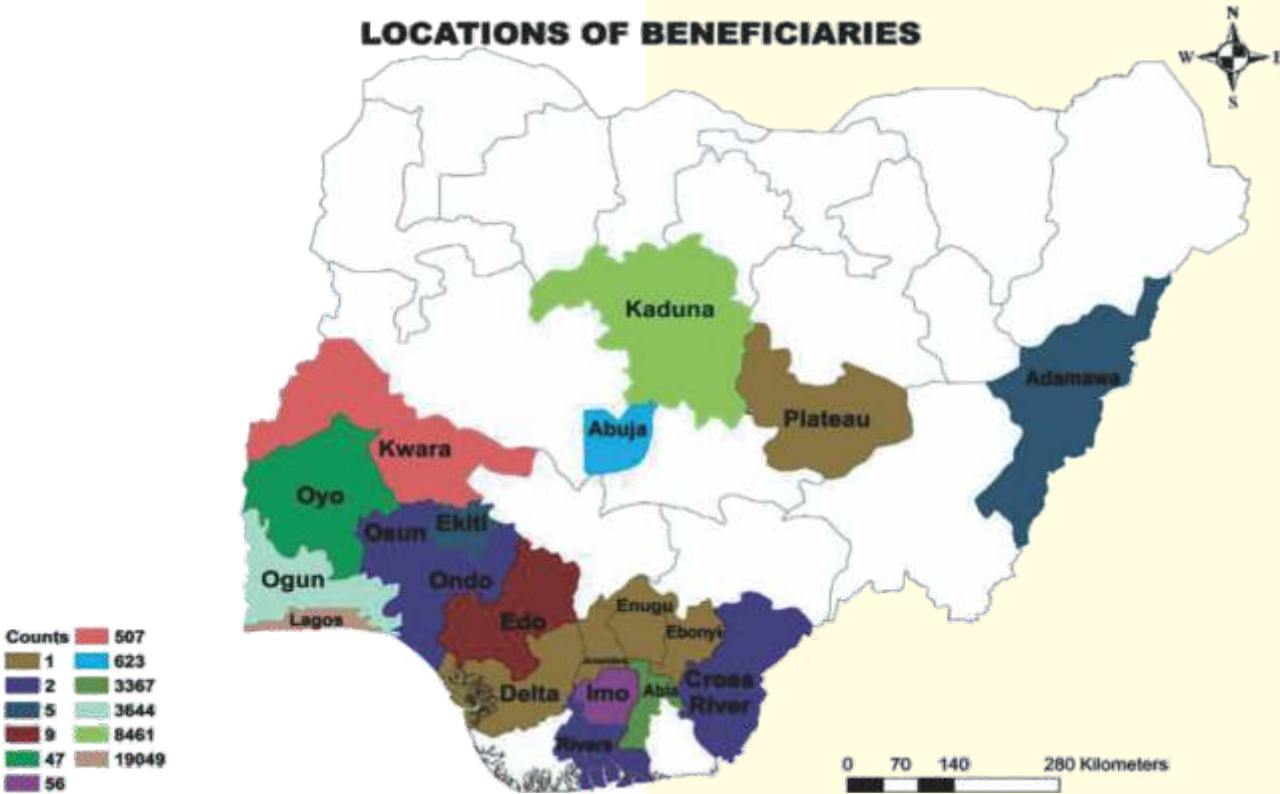 LOCATIONS OF BENEFICIARIES
N
W E
S
Kaduna
Adamawa
Plateau
Abuja
Kwara
Oyo
Ekiti
Osun
Ogun
Ondo
Enugu
Lagos
Edo
Ebonyi
Delta
Imo
Abia
Cross
River
Rivers
Counts 507
1 623
2 3367
5 3644
9 8461
47 19049
56
0 70 140 280 Kilometers